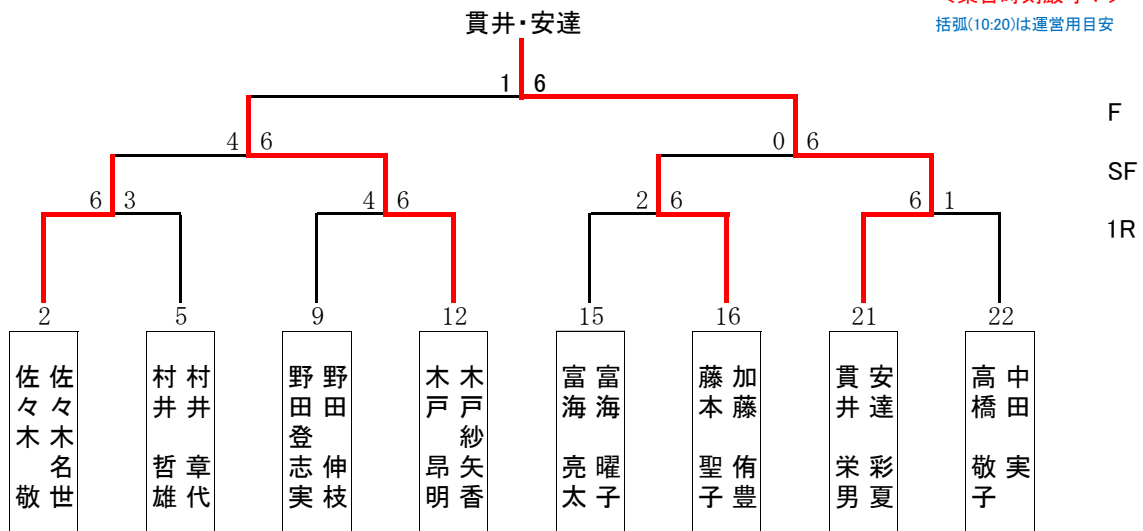 括弧(10:20)は運営用目安
貫井・安達
1 6
F
4 6
0 6
SF
6 3
4 6
2 6
6 1
1R
2
5
9
12
15
16
21
22
佐々木 敬
佐々木名世
村井 哲雄
村井 章代
野田登志実
野田 伸枝
木戸 昂明
木戸紗矢香
富海 亮太
富海 曜子
藤本 聖子
加藤 侑豊
貫井 栄男
安達 彩夏
高橋 敬子
中田 実